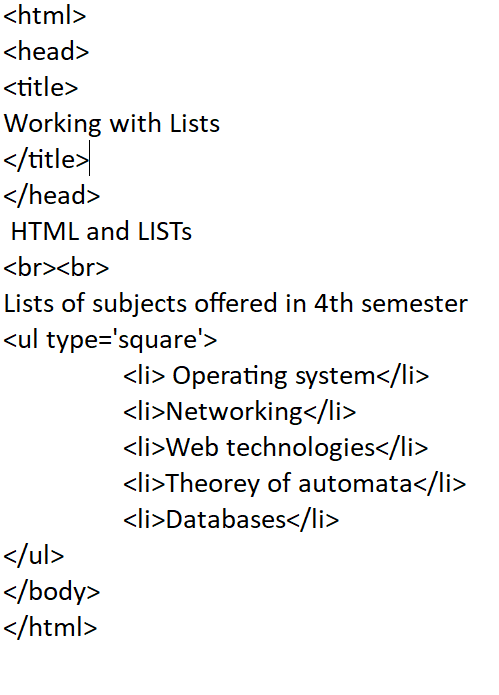 <html>
<head>
<title>
Working with Lists
</title>
</head>
HTML and LISTs
<br><br>
Lists of subjects offered in 4th semester
<ul type='square'>
<li> Operating system</li>
<li>Networking</li>
<li>Web technologies</li>
<li>Theorey of automata</li>
<li>Databases</li>
</ul>
</body>
</html>